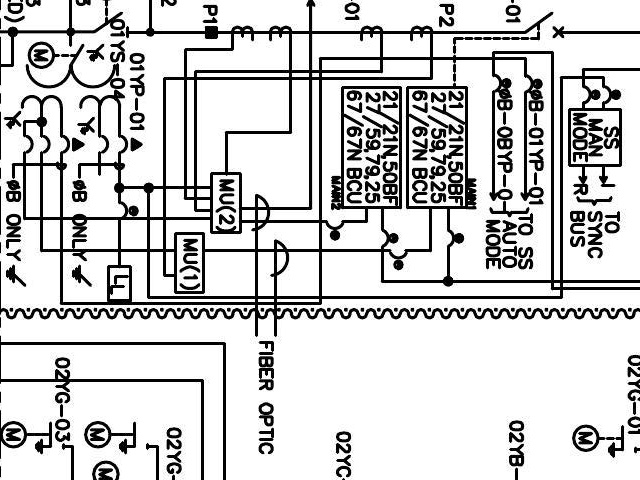 P1
-01
P2
-01
01YS-04
01YP-01
21/21N,50BF
27/59,79,25
67/67N BCU
MAIN2
21/21N,50BF
27/59,79,25
67/67N BCU
MAIN1
ØB-01YP-01
TO SS
AUTO
MODE
SS
MAN
MODE
R
L
TO
SYNC
BUS
M
Y
Y
ØB ONLY
ØB ONLY
MU(2)
MU(1)
FIBER OPTIC
02YG-03
02YG-
02YC-
02YB-
02YG-01
M
M
M
M